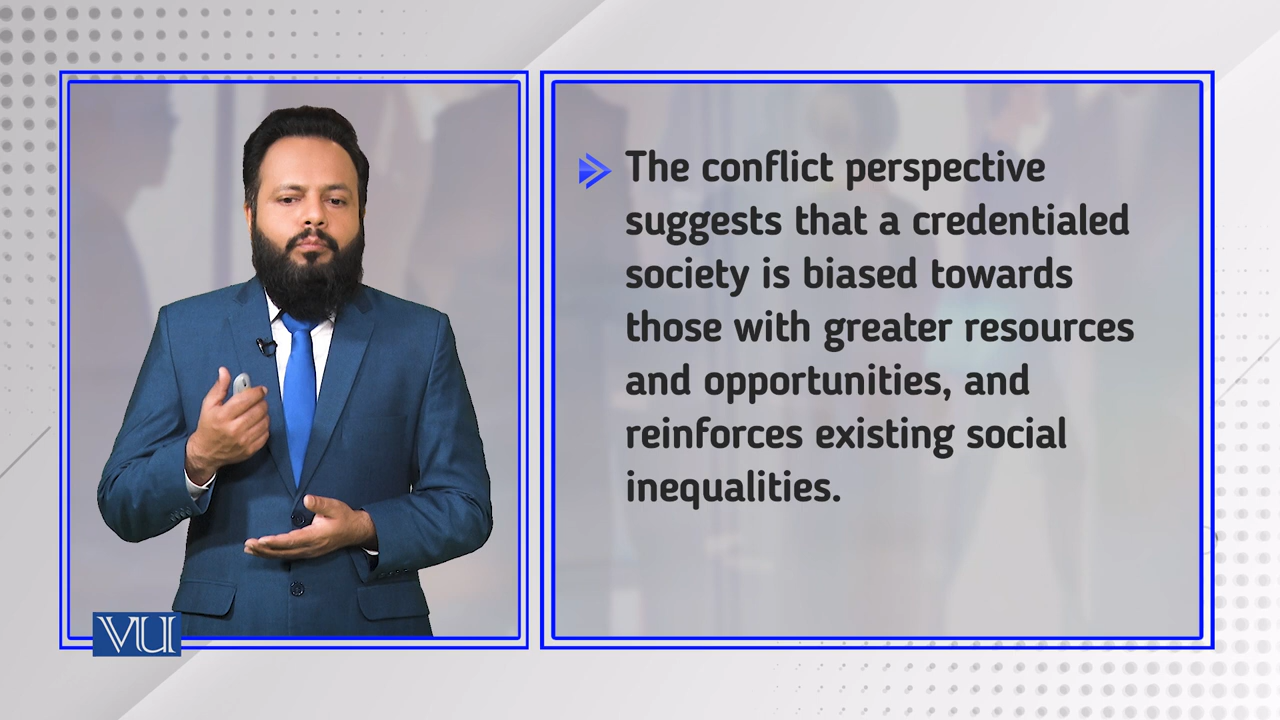 The conflict perspective
suggests that a credentialed
society is biased towards
those with greater resources
and opportunities, and
reinforces existing social
inequalities.
VU